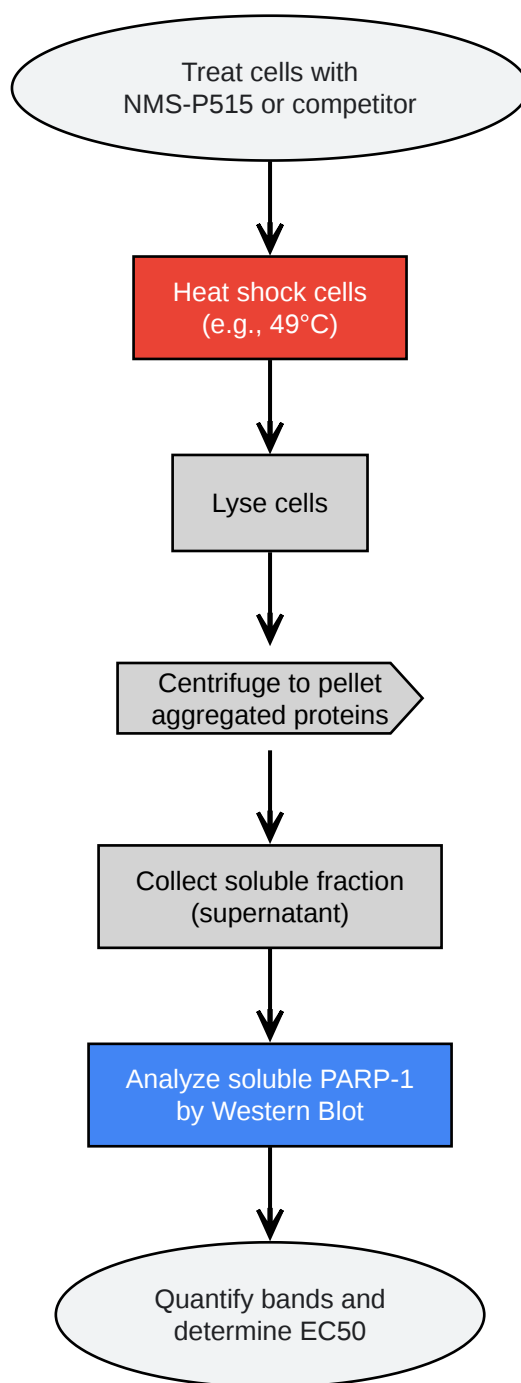 Treat cells with
NMS-P515 or competitor
Heat shock cells
(e.g., 49°C)
Lyse cells
Centrifuge to pellet
aggregated proteins
Collect soluble fraction
(supernatant)
Analyze soluble PARP-1
by Western Blot
Quantify bands and
determine EC50